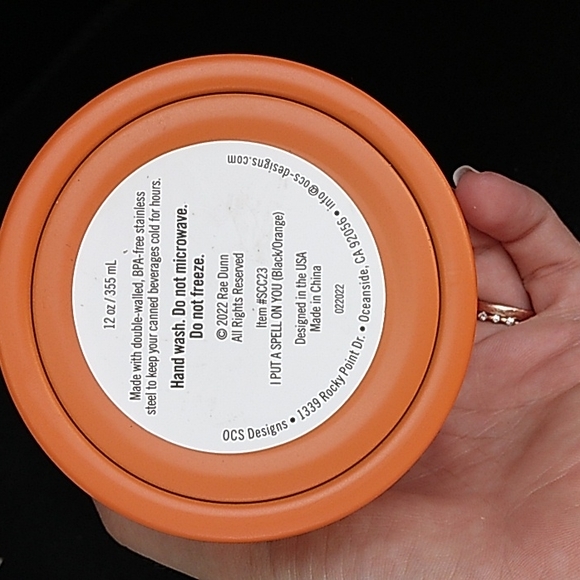 12 oz / 355 mL
Made with double-walled, BPA-free stainless
steel to keep your canned beverages cold for hours.
Hand wash. Do not microwave.
Do not freeze.
© 2022 Rae Dunn
All Rights Reserved
Item #SCC23
I PUT A SPELL ON YOU (Black/Orange)
Designed in the USA
Made in China
022022
OCS Designs • 1339 Rocky Point Dr. • Oceanside, CA 92056 • info@ocs-designs.com